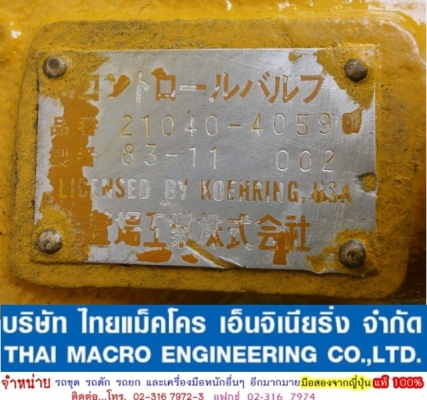 コントロールバルブ
品番 21040-40590
製番 83-11 002
LICENSED BY KOEHRING, USA
工業株式会社
บริษัท ไทยแม็คโคร เอ็นจิเนียริ่ง จำกัด
THAI MACRO ENGINEERING CO.,LTD.
จำหน่าย รถขุด รถตัก รถยก และเครื่องมือหนักอื่นๆ อีกมากมายมือสองจากญี่ปุ่นแท้ 100%
ติดต่อ...โทร. 02-316 7972-3 แฟกซ์ 02-316 7974